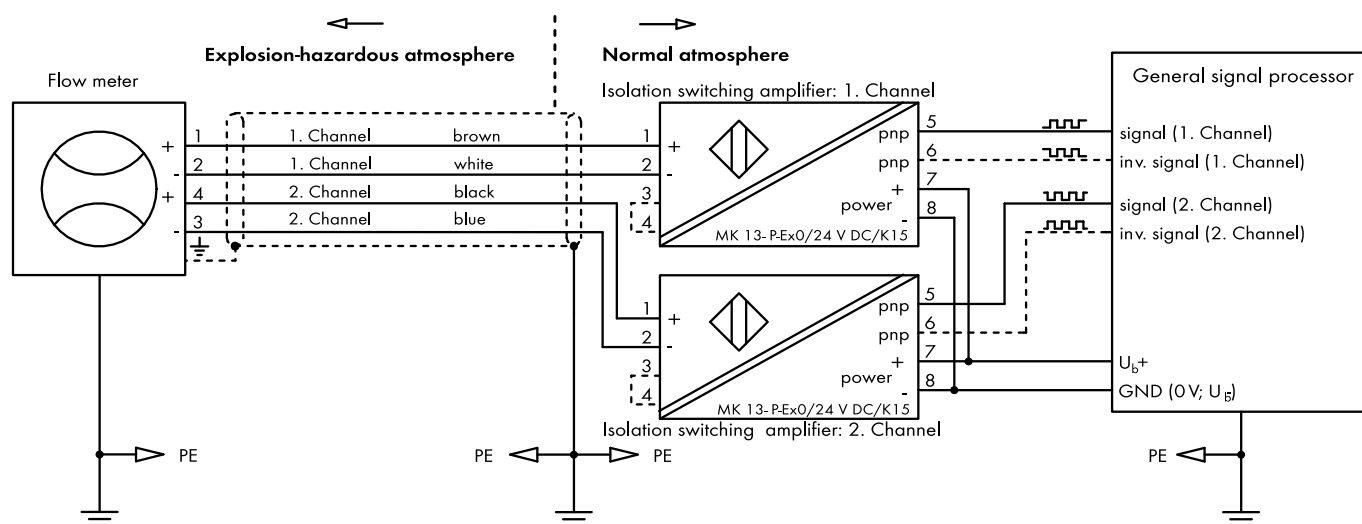 Explosion-hazardous atmosphere
Normal atmosphere
Flow meter
1
+
2
-
4
+
3
-
1. Channel brown
1. Channel white
2. Channel black
2. Channel blue
PE
PE
PE
Isolation switching amplifier: 1. Channel
1 +
2 -
3
4
pnp 5
pnp 6
+ 7
power
- 8
MK 13- P-Ex0/24 V DC/K15
1 +
2 -
3
4
pnp 5
pnp 6
+ 7
power
- 8
MK 13- P-Ex0/24 V DC/K15
Isolation switching amplifier: 2. Channel
General signal processor
signal (1. Channel)
inv. signal (1. Channel)
signal (2. Channel)
inv. signal (2. Channel)
Ub+
GND (0 V; Ub-)
PE